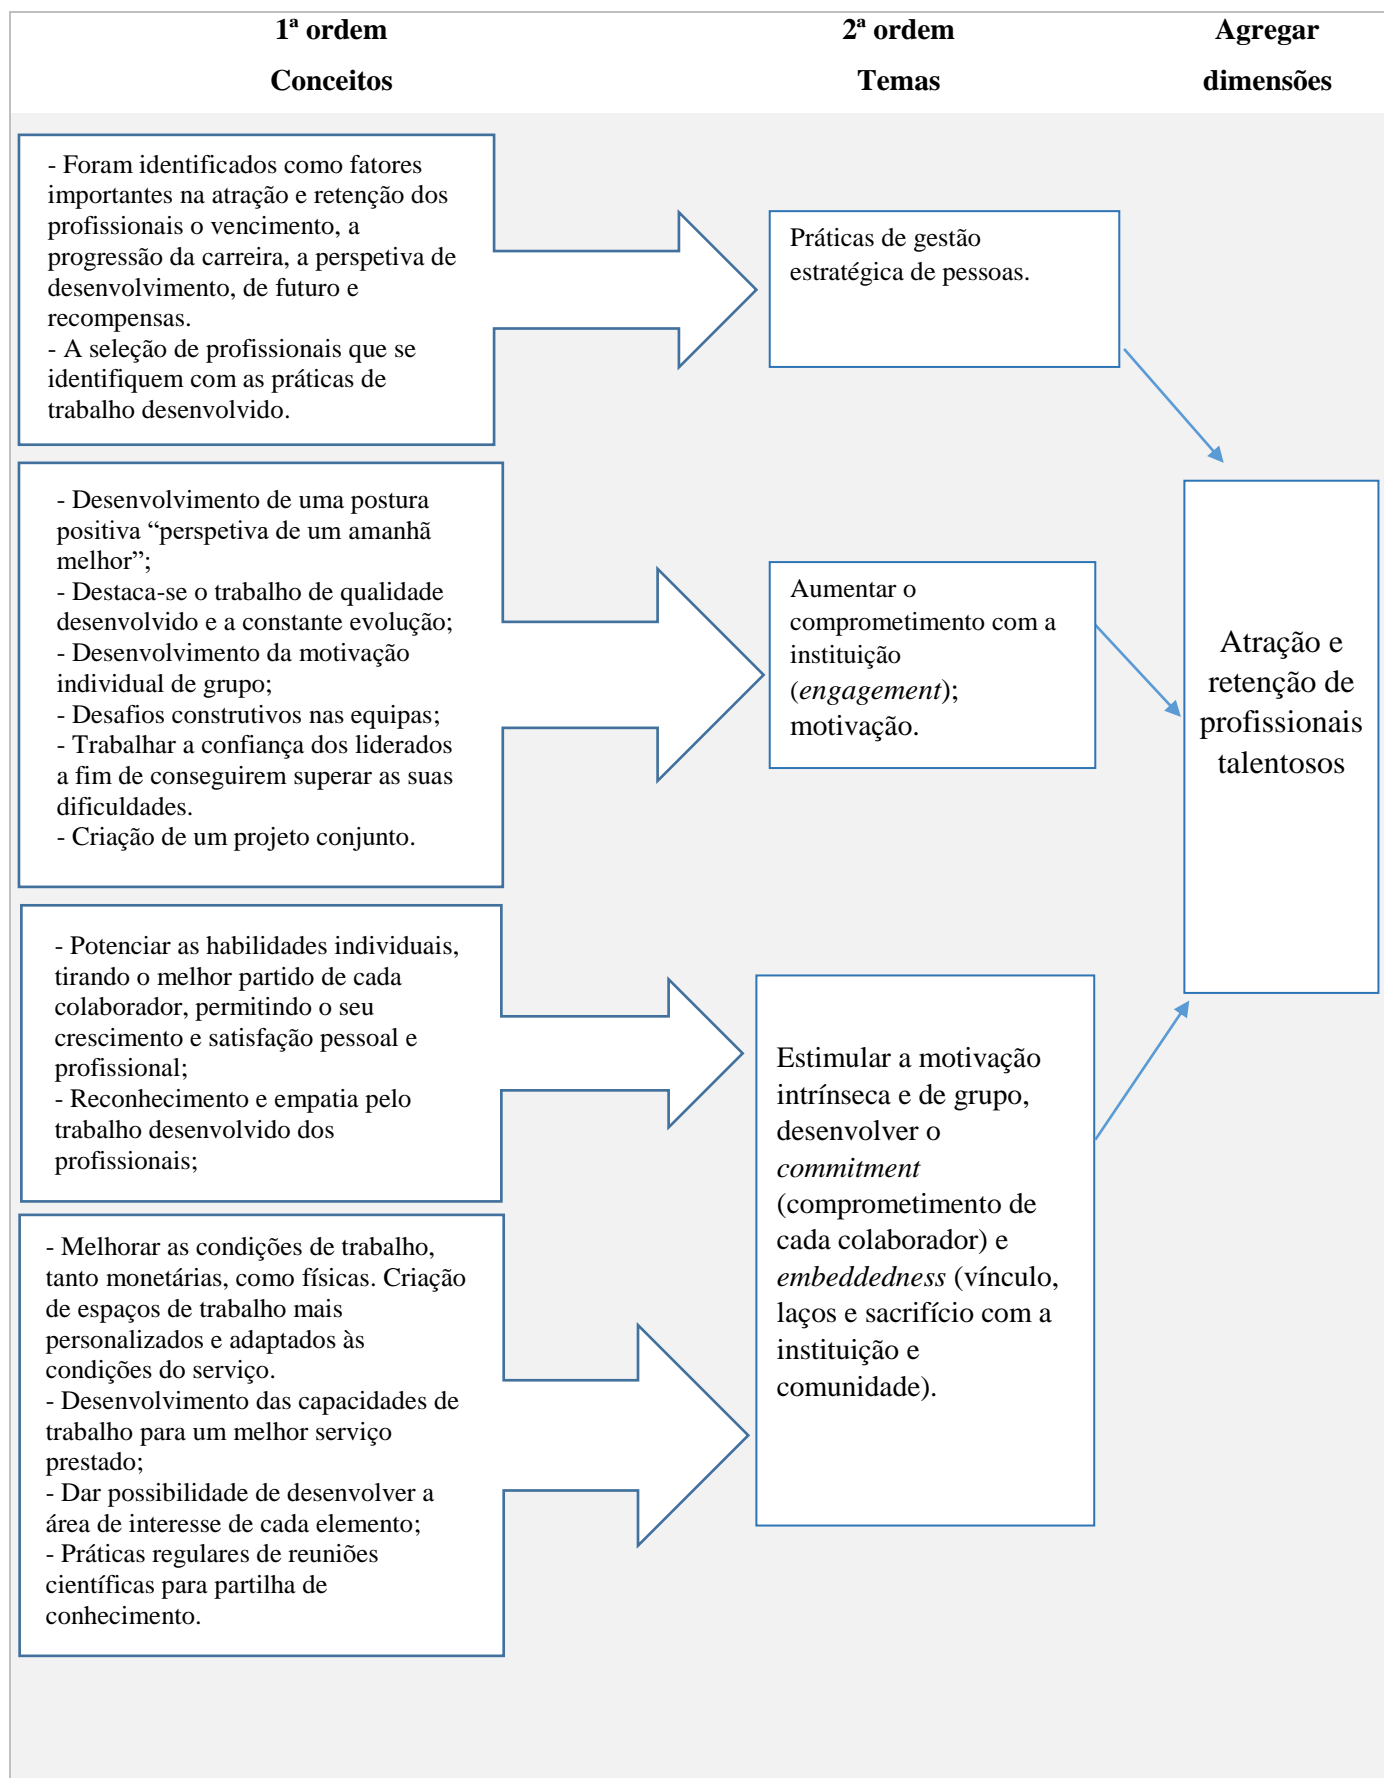 1ª ordem
Conceitos
2ª ordem
Temas
Agregar
dimensões
- Foram identificados como fatores
importantes na atração e retenção dos
profissionais o vencimento, a
progressão da carreira, a perspetiva de
desenvolvimento, de futuro e
recompensas.
- A seleção de profissionais que se
identifiquem com as práticas de
trabalho desenvolvido.
Práticas de gestão
estratégica de pessoas.
- Desenvolvimento de uma postura
positiva “perspetiva de um amanhã
melhor”;
- Destaca-se o trabalho de qualidade
desenvolvido e a constante evolução;
- Desenvolvimento da motivação
individual de grupo;
- Desafios construtivos nas equipas;
- Trabalhar a confiança dos liderados
a fim de conseguirem superar as suas
dificuldades.
- Criação de um projeto conjunto.
Aumentar o
comprometimento com a
instituição
(engagement);
motivação.
Atração e
retenção de
profissionais
talentosos
- Potenciar as habilidades individuais,
tirando o melhor partido de cada
colaborador, permitindo o seu
crescimento e satisfação pessoal e
profissional;
- Reconhecimento e empatia pelo
trabalho desenvolvido dos
profissionais;
Estimular a motivação
intrínseca e de grupo,
desenvolver o
commitment
(comprometimento de
cada colaborador) e
embeddedness (vínculo,
laços e sacrifício com a
instituição e
comunidade).
- Melhorar as condições de trabalho,
tanto monetárias, como físicas. Criação
de espaços de trabalho mais
personalizados e adaptados às
condições do serviço.
- Desenvolvimento das capacidades de
trabalho para um melhor serviço
prestado;
- Dar possibilidade de desenvolver a
área de interesse de cada elemento;
- Práticas regulares de reuniões
científicas para partilha de
conhecimento.